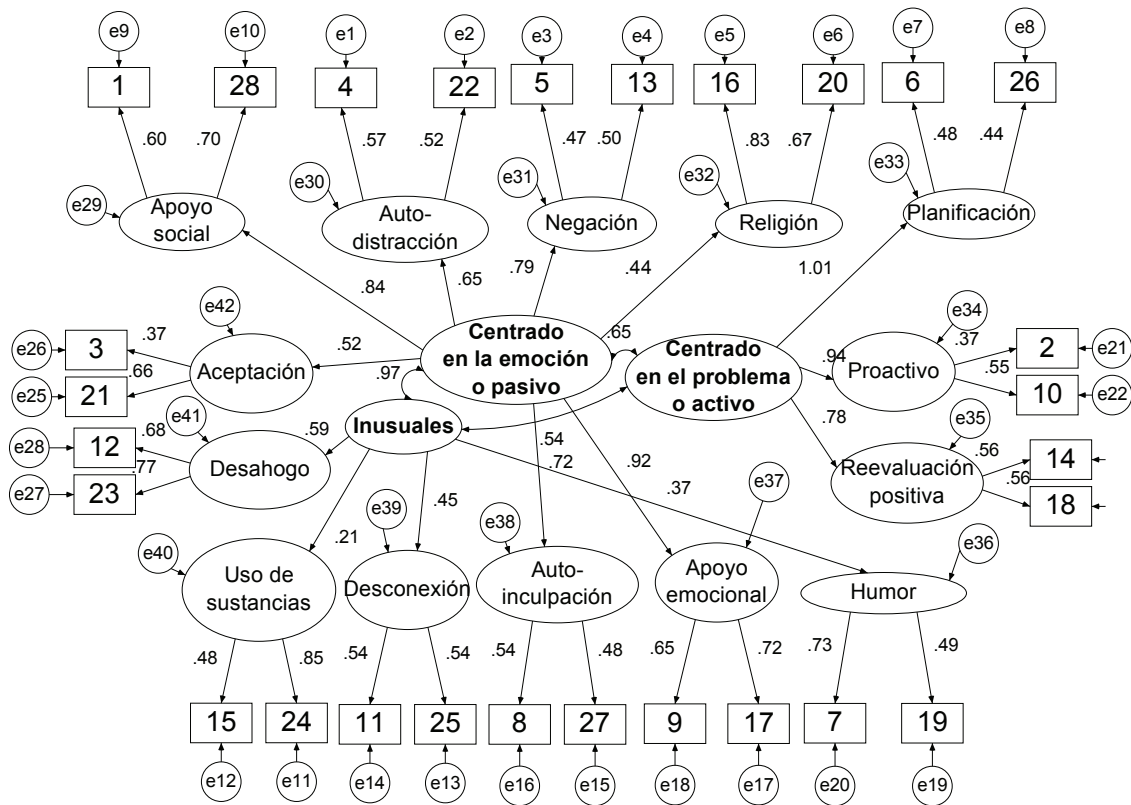 e9
e10
e1
e2
e3
e4
e5
e6
e7
e8
1
28
4
22
5
13
16
20
6
26
.60
.70
.57
.52
.47
.50
.83
.67
.48
.44
e29
e30
e31
e32
e33
Apoyo
social
Auto-
distracción
Negación
Religión
Planificación
.84
.65
.79
.44
1.01
e42
e34
e26
3
.37
e25
21
.66
Aceptación
.52
Centrado
en la emoción
o pasivo
.65
Centrado
en el problema
o activo
.94
Proactivo
.37
2
e21
.55
10
e22
.97
Inusuales
e41
e28
12
.68
e27
23
.77
Desahogo
.59
.54
.72
.92
.37
.78
e35
Reevaluación
positiva
.56
14
.56
18
e40
.21
e39
.45
e38
e37
e36
Uso de
sustancias
Desconexión
Auto-
inculpación
Apoyo
emocional
Humor
.48
.85
.54
.54
.54
.48
.65
.72
.73
.49
15
24
11
25
8
27
9
17
7
19
e12
e11
e14
e13
e16
e15
e18
e17
e20
e19